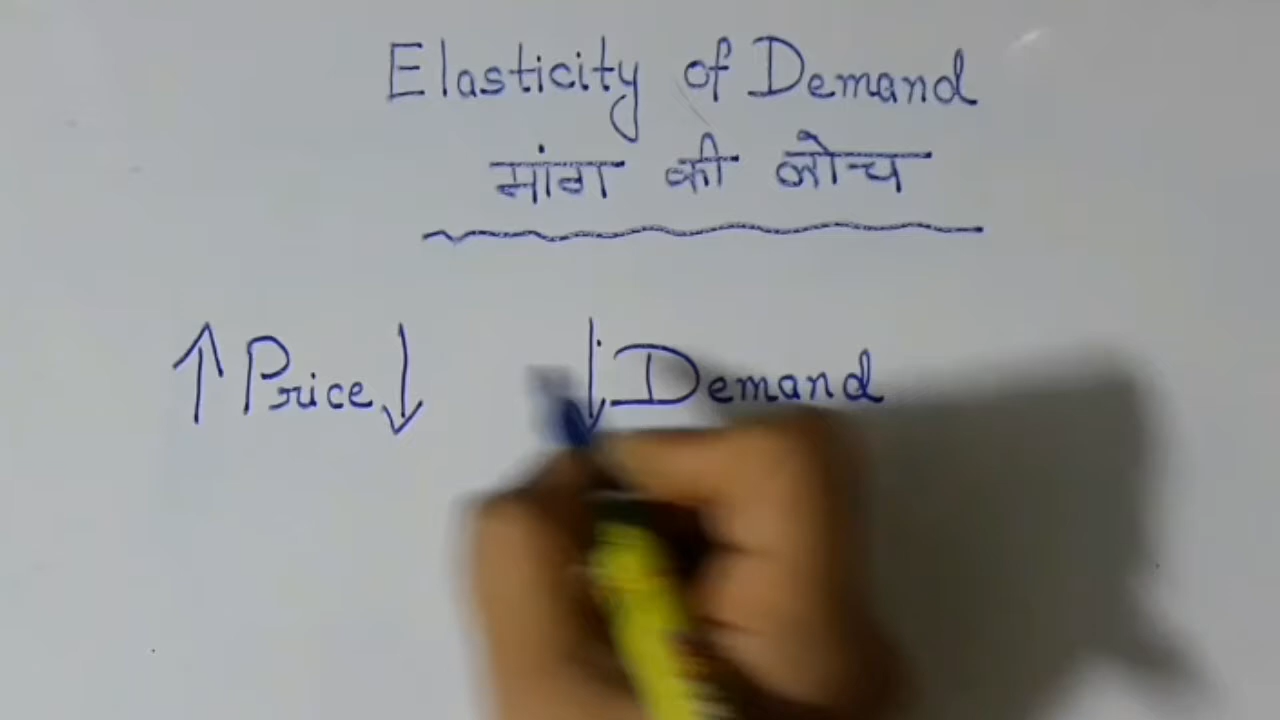 Elasticity of Demand
मांग की लोच
↑ Price ↓ ↓ Demand